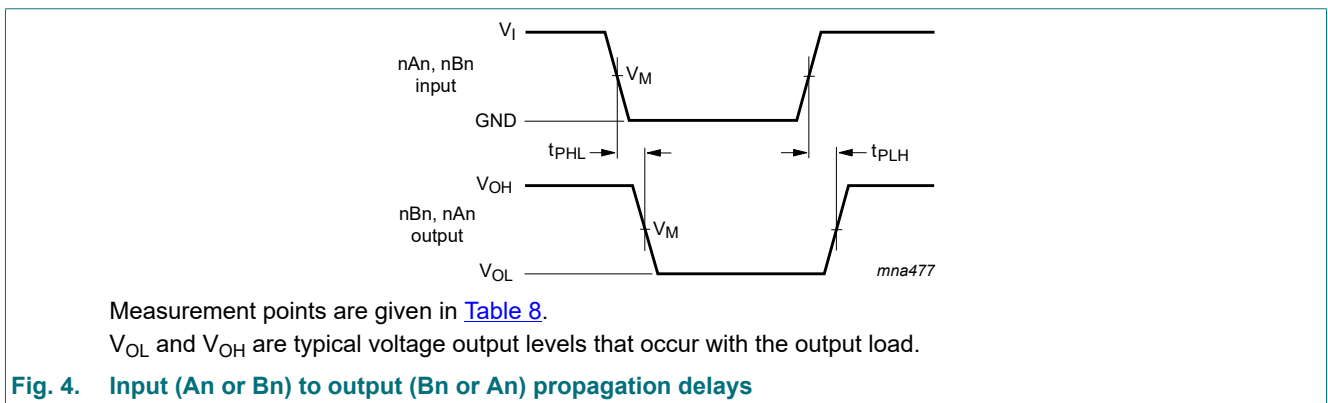 V_I
nAn, nBn
input
V_M
GND
t_PHL
t_PLH
V_OH
nBn, nAn
output
V_M
V_OL
mna477
Measurement points are given in Table 8.
V_OL and V_OH are typical voltage output levels that occur with the output load.
Fig. 4. Input (An or Bn) to output (Bn or An) propagation delays